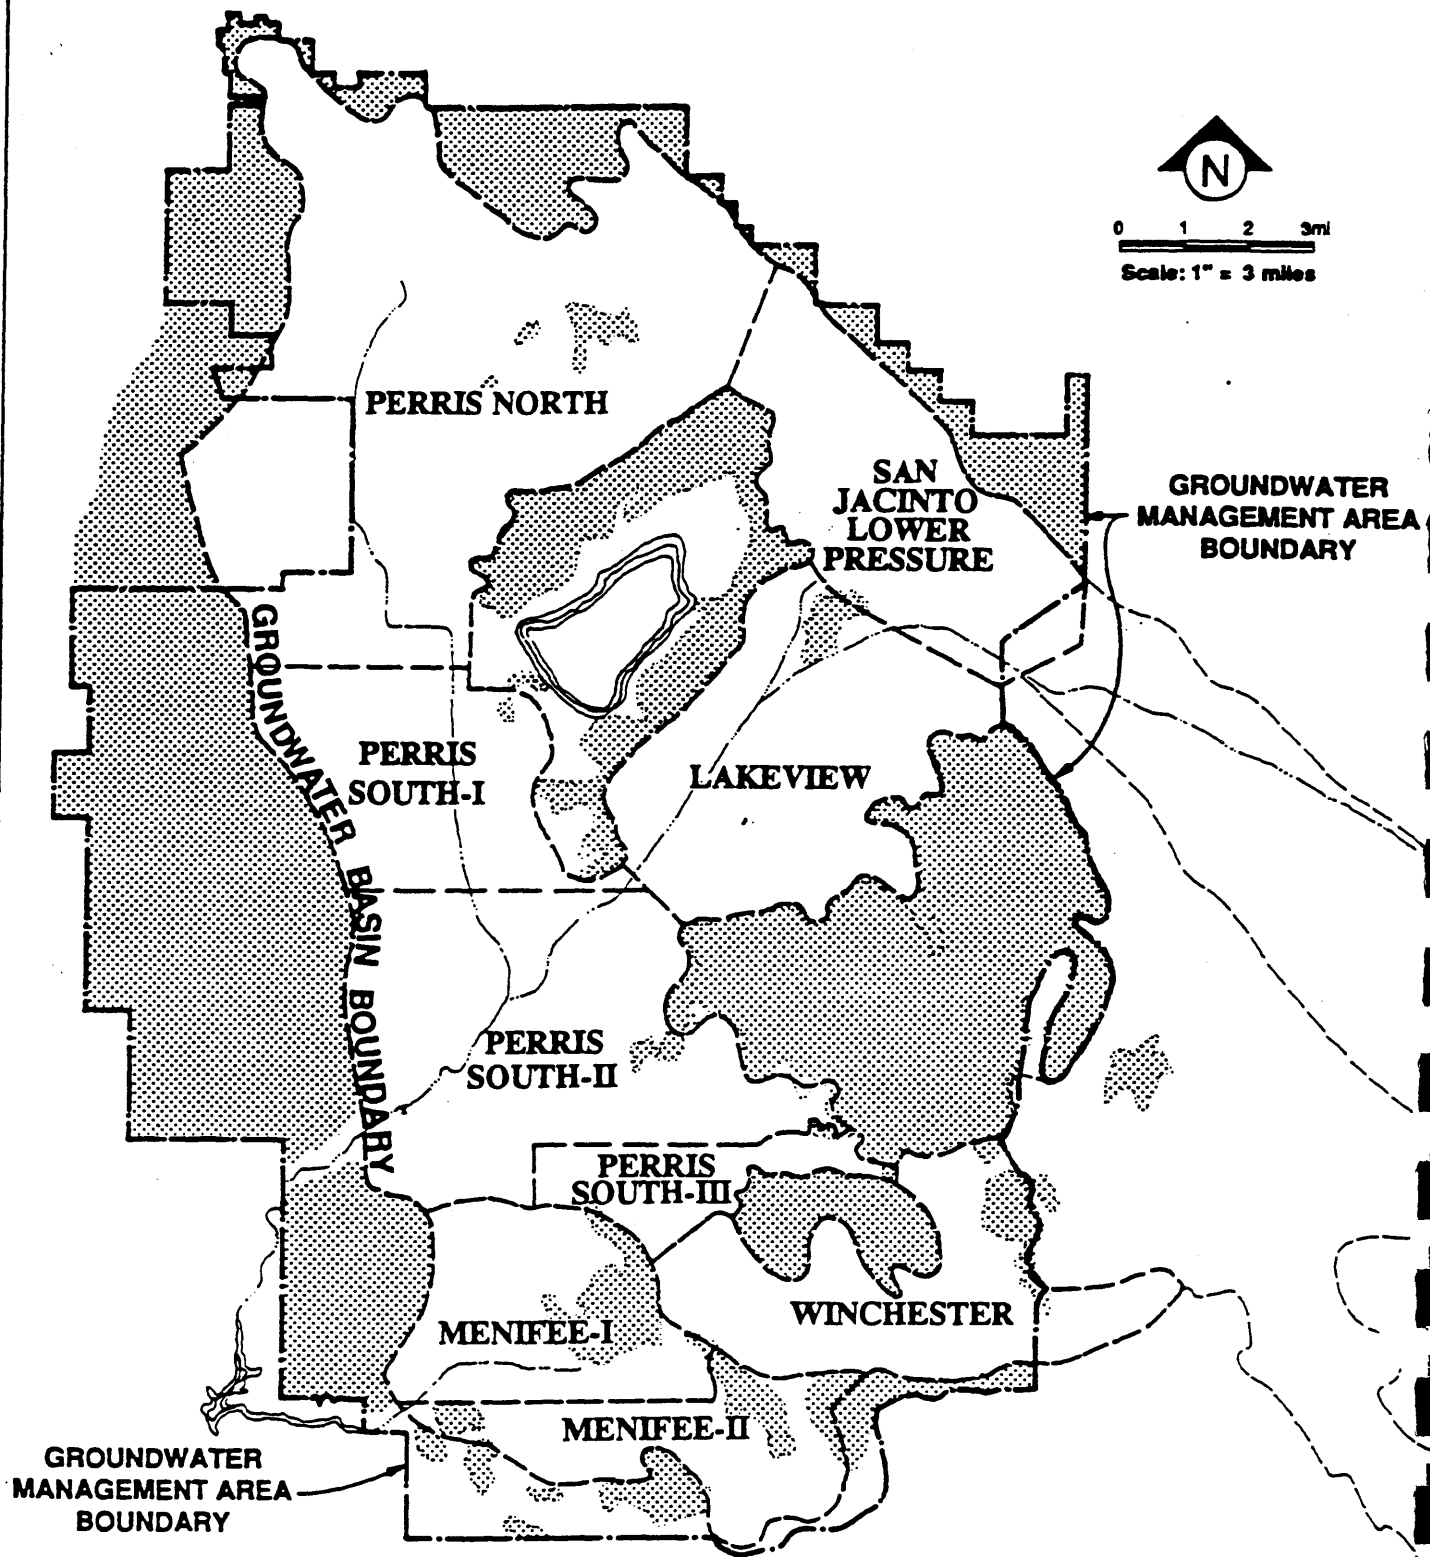 N
0 1 2 3mi
Scale: 1" = 3 miles
PERRIS NORTH
SAN
JACINTO
LOWER
PRESSURE
GROUNDWATER
MANAGEMENT AREA
BOUNDARY
GROUNDWATER BASIN BOUNDARY
PERRIS
SOUTH-I
LAKEVIEW
PERRIS
SOUTH-II
PERRIS
SOUTH-III
WINCHESTER
MENIFEE-I
MENIFEE-II
GROUNDWATER
MANAGEMENT AREA
BOUNDARY